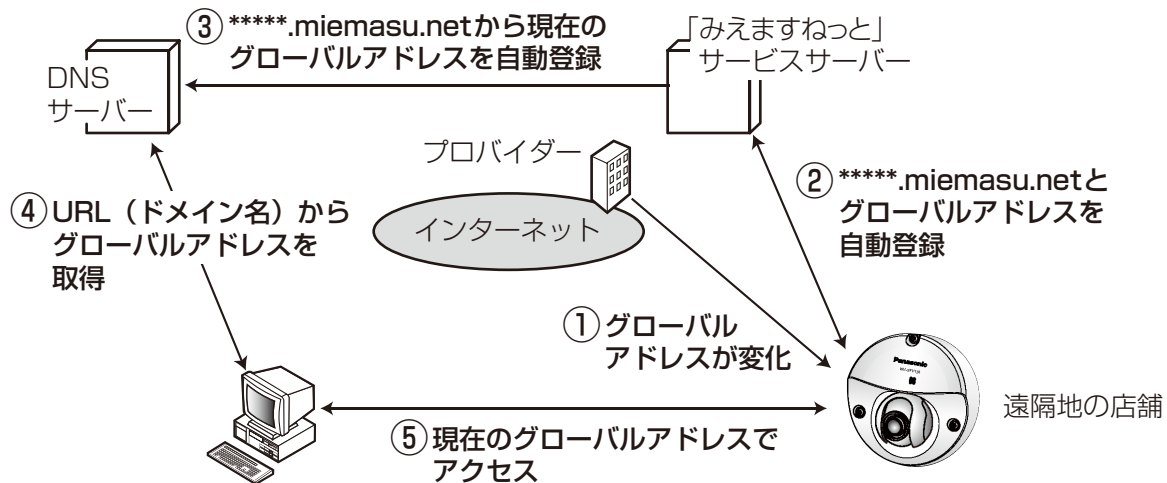 ③*****.miemasu.netから現在の
グローバルアドレスを自動登録
「みえますねっと」
サービスサーバー
DNS
サーバー
プロバイダー
インターネット
②*****.miemasu.netと
グローバルアドレスを
自動登録
④URL（ドメイン名）から
グローバルアドレスを
取得
①グローバル
アドレスが変化
Panasonic
遠隔地の店舗
⑤現在のグローバルアドレスで
アクセス